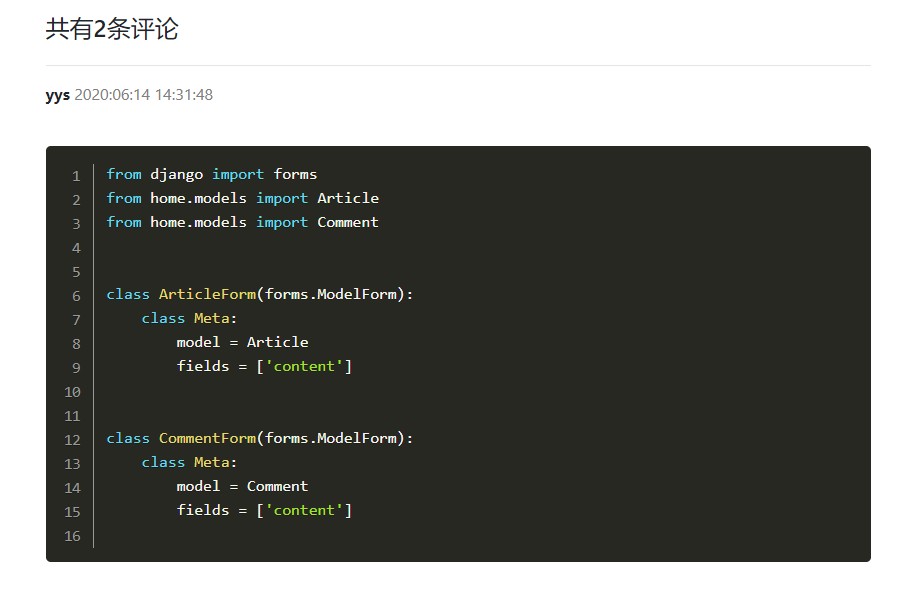 共有2条评论
yys 2020:06:14 14:31:48
1 from django import forms
2 from home.models import Article
3 from home.models import Comment
4
5
6 class ArticleForm(forms.ModelForm):
7     class Meta:
8         model = Article
9         fields = ['content']
10
11
12 class CommentForm(forms.ModelForm):
13     class Meta:
14         model = Comment
15         fields = ['content']
16